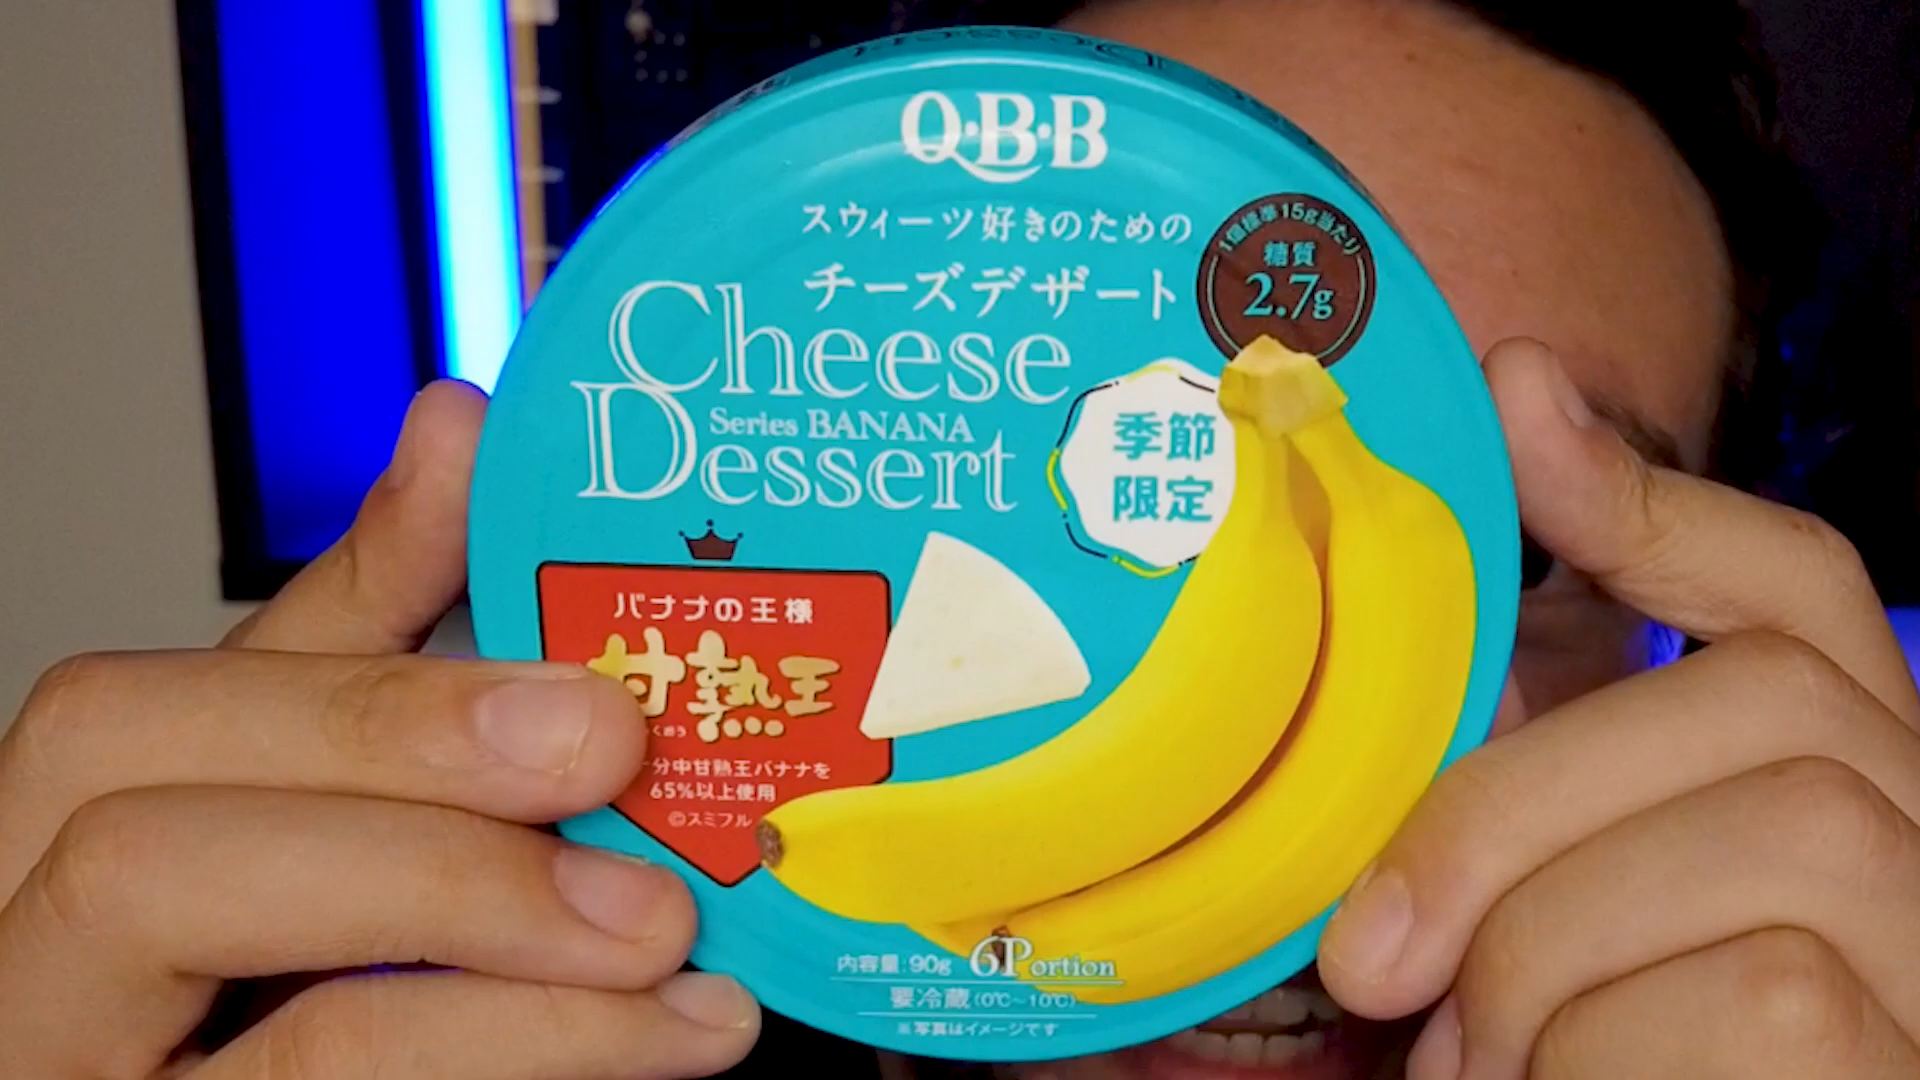 Dessert
Q·B·B
スウィーツ好きのための
チーズデザート
1個標準15g当たり
糖質
2.7g
Cheese
Series BANANA
Dessert
季節
限定
バナナの王様
甘熟王
くおう
分中甘熟王バナナを
65%以上使用
©スミフル
内容量:90g 6Portion
要冷蔵(0℃~10℃)
※写真はイメージです